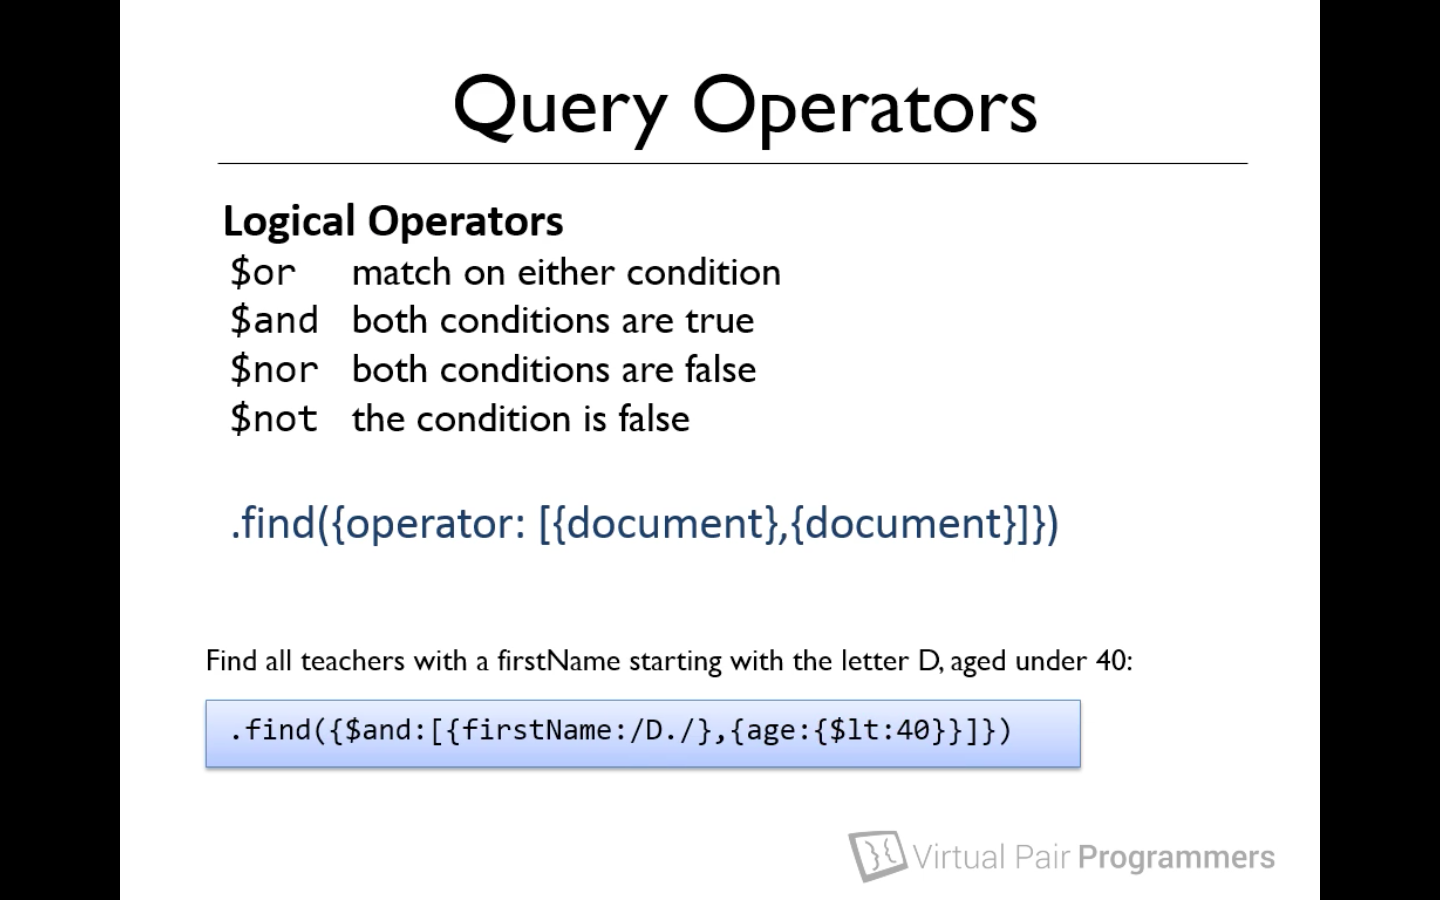 Query Operators
Logical Operators
$or match on either condition
$and both conditions are true
$nor both conditions are false
$not the condition is false
.find({operator: [{document},{document}]})
Find all teachers with a firstName starting with the letter D, aged under 40:
.find({$and:[{firstName:/D./},{age:{$lt:40}}]})
Virtual Pair Programmers